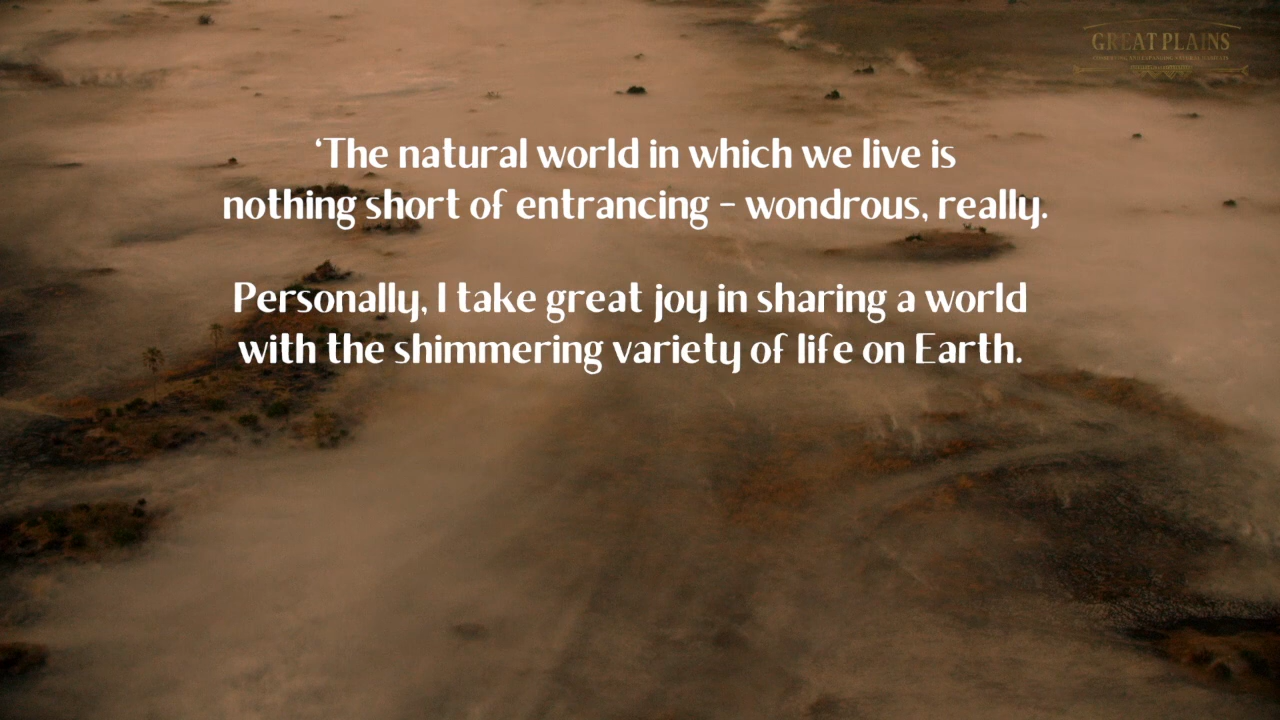 GREAT PLAINS
‘The natural world in which we live is
nothing short of entrancing – wondrous, really.
Personally, I take great joy in sharing a world
with the shimmering variety of life on Earth.